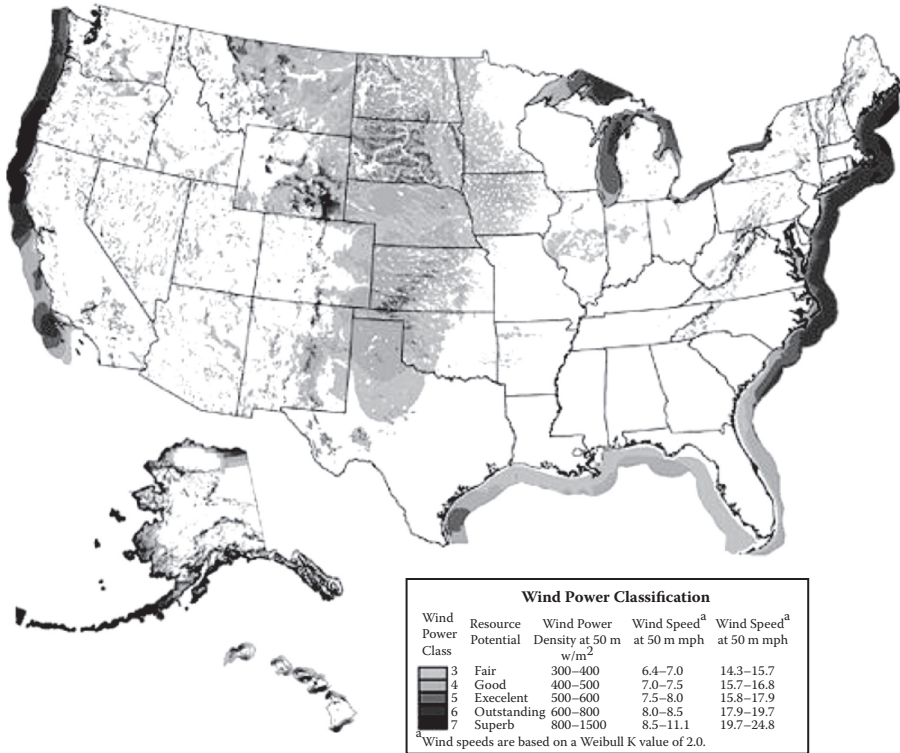 Wind Power Classification
Wind Power Class Resource Potential Wind Power Density at 50 m w/m2 Wind Speed^a at 50 m mph Wind Speed^a at 50 m mph
3 Fair 300–400 6.4–7.0 14.3–15.7
4 Good 400–500 7.0–7.5 15.7–16.8
5 Execelent 500–600 7.5–8.0 15.8–17.9
6 Outstanding 600–800 8.0–8.5 17.9–19.7
7 Superb 800–1500 8.5–11.1 19.7–24.8
^aWind speeds are based on a Weibull K value of 2.0.